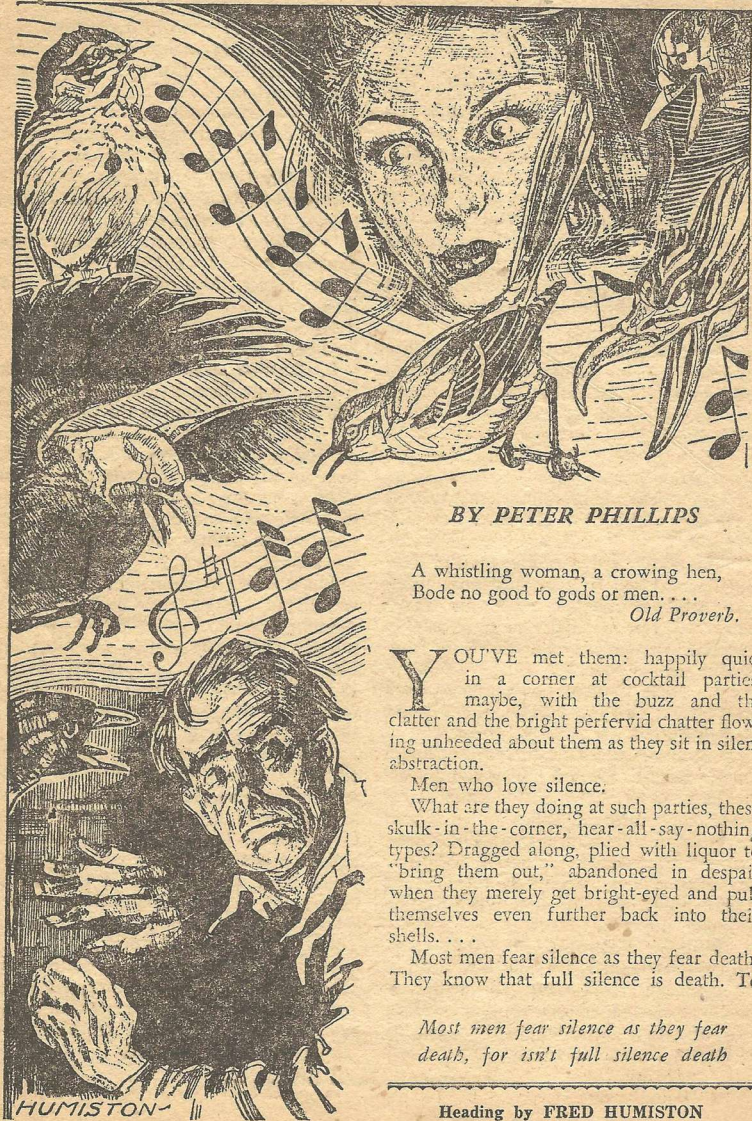 BY PETER PHILLIPS
A whistling woman, a crowing hen,
Bode no good to gods or men. . . .
Old Proverb.
YOU'VE met them: happily quie
in a corner at cocktail parties
maybe, with the buzz and th
clatter and the bright perfervid chatter flow
ing unheeded about them as they sit in silen
abstraction.
Men who love silence.
What are they doing at such parties, thes
skulk-in-the-corner, hear-all-say-nothin
types? Dragged along, plied with liquor t
"bring them out," abandoned in despai
when they merely get bright-eyed and pul
themselves even further back into thei
shells. . . .
Most men fear silence as they fear death
They know that full silence is death. T
Most men fear silence as they fear
death, for isn't full silence death
Heading by FRED HUMISTON
HUMISTON